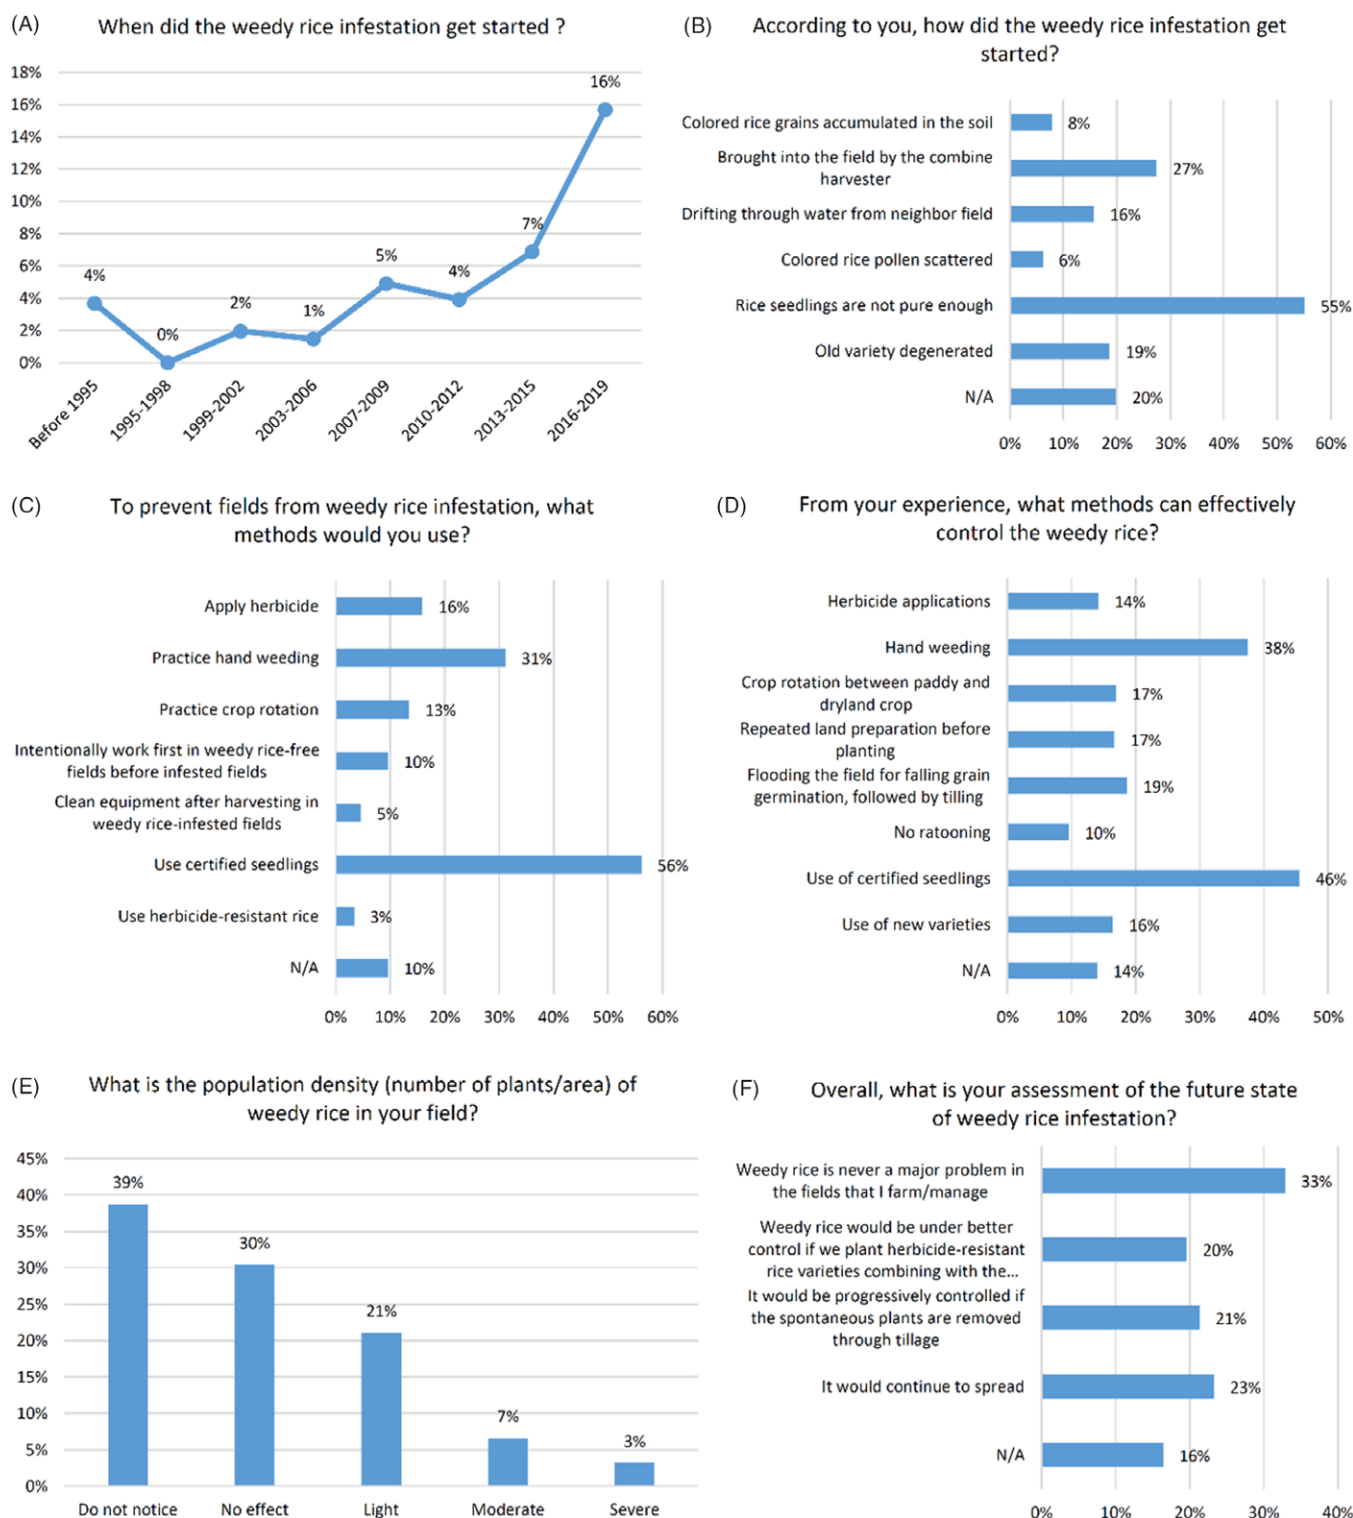 (A) When did the weedy rice infestation get started ?
18%
16%
14%
12%
10%
8%
6%
4%
2%
0%
4%
0%
2%
1%
5%
4%
7%
16%
Before 1995
1995-1998
1999-2002
2003-2006
2007-2009
2010-2012
2013-2015
2016-2019
(B) According to you, how did the weedy rice infestation get
started?
Colored rice grains accumulated in the soil
8%
Brought into the field by the combine
harvester
27%
Drifting through water from neighbor field
16%
Colored rice pollen scattered
6%
Rice seedlings are not pure enough
55%
Old variety degenerated
19%
N/A
20%
0% 10% 20% 30% 40% 50% 60%
(C) To prevent fields from weedy rice infestation, what
methods would you use?
Apply herbicide
16%
Practice hand weeding
31%
Practice crop rotation
13%
Intentionally work first in weedy rice-free
fields before infested fields
10%
Clean equipment after harvesting in
weedy rice-infested fields
5%
Use certified seedlings
56%
Use herbicide-resistant rice
3%
N/A
10%
0% 10% 20% 30% 40% 50% 60%
(D) From your experience, what methods can effectively
control the weedy rice?
Herbicide applications
14%
Hand weeding
38%
Crop rotation between paddy and
dryland crop
17%
Repeated land preparation before
planting
17%
Flooding the field for falling grain
germination, followed by tilling
19%
No ratooning
10%
Use of certified seedlings
46%
Use of new varieties
16%
N/A
14%
0% 10% 20% 30% 40% 50%
(E) What is the population density (number of plants/area) of
weedy rice in your field?
45%
40%
35%
30%
25%
20%
15%
10%
5%
0%
39%
30%
21%
7%
3%
Do not notice No effect Light Moderate Severe
(F) Overall, what is your assessment of the future state
of weedy rice infestation?
Weedy rice is never a major problem in
the fields that I farm/manage
33%
Weedy rice would be under better
control if we plant herbicide-resistant
rice varieties combining with the...
20%
It would be progressively controlled if
the spontaneous plants are removed
through tillage
21%
It would continue to spread
23%
N/A
16%
0% 10% 20% 30% 40%